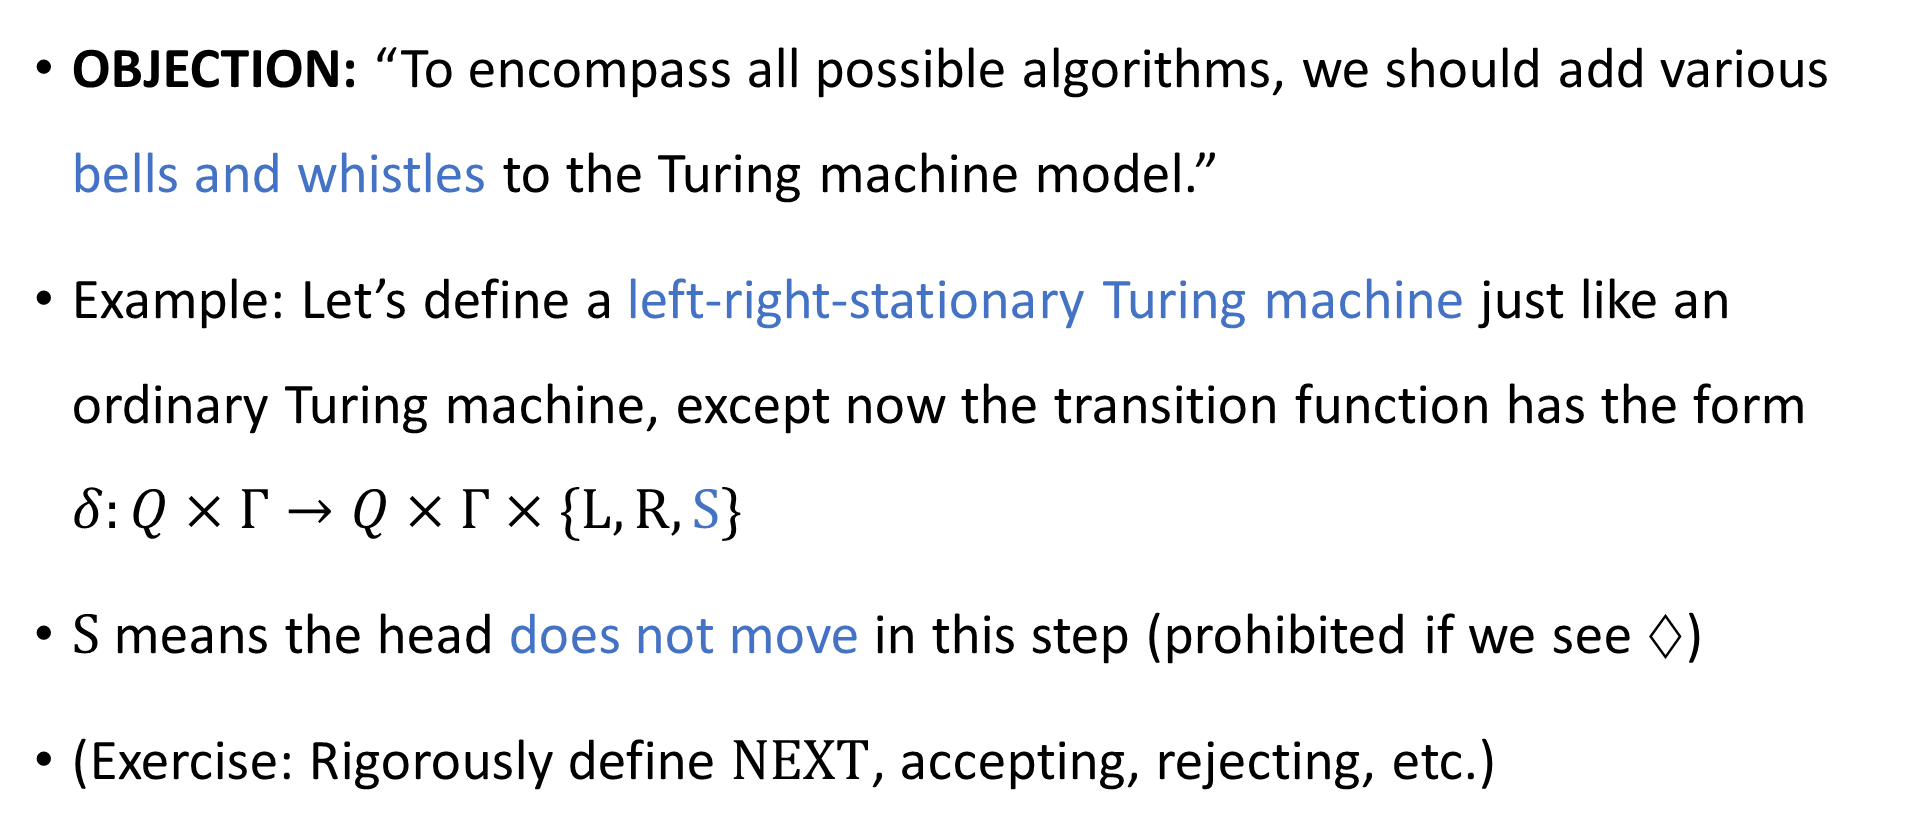 • OBJECTION: “To encompass all possible algorithms, we should add various
bells and whistles to the Turing machine model.”
• Example: Let’s define a left-right-stationary Turing machine just like an
ordinary Turing machine, except now the transition function has the form
𝛿: 𝑄 × Γ → 𝑄 × Γ × {L, R, S}
• S means the head does not move in this step (prohibited if we see ◊)
• (Exercise: Rigorously define NEXT, accepting, rejecting, etc.)